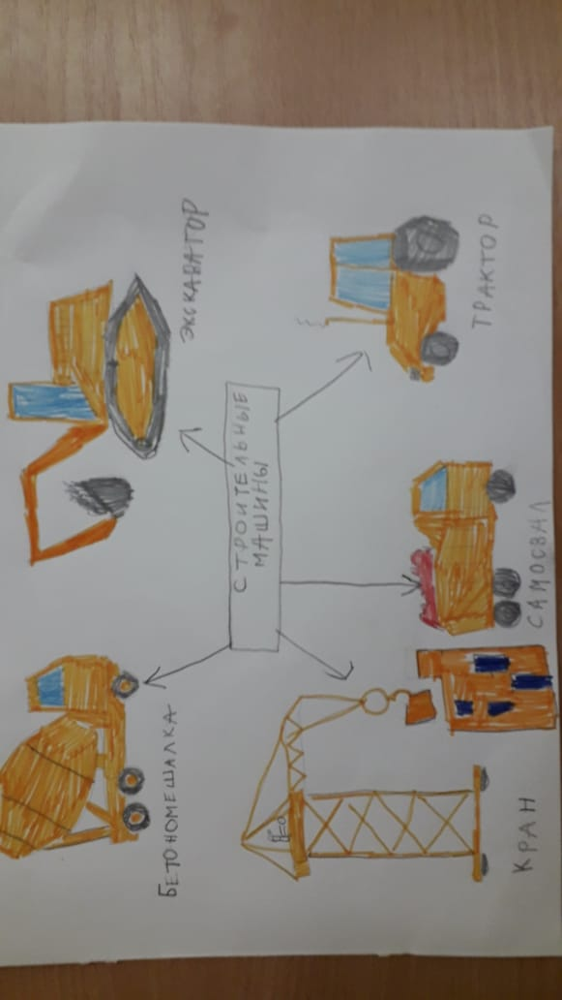 БЕТОНОМЕШАЛКА
ЭКСКАВАТОР
СТРОИТЕЛЬНЫЕ
МАШИНЫ
КРАН
САМОСВАЛ
ТРАКТОР